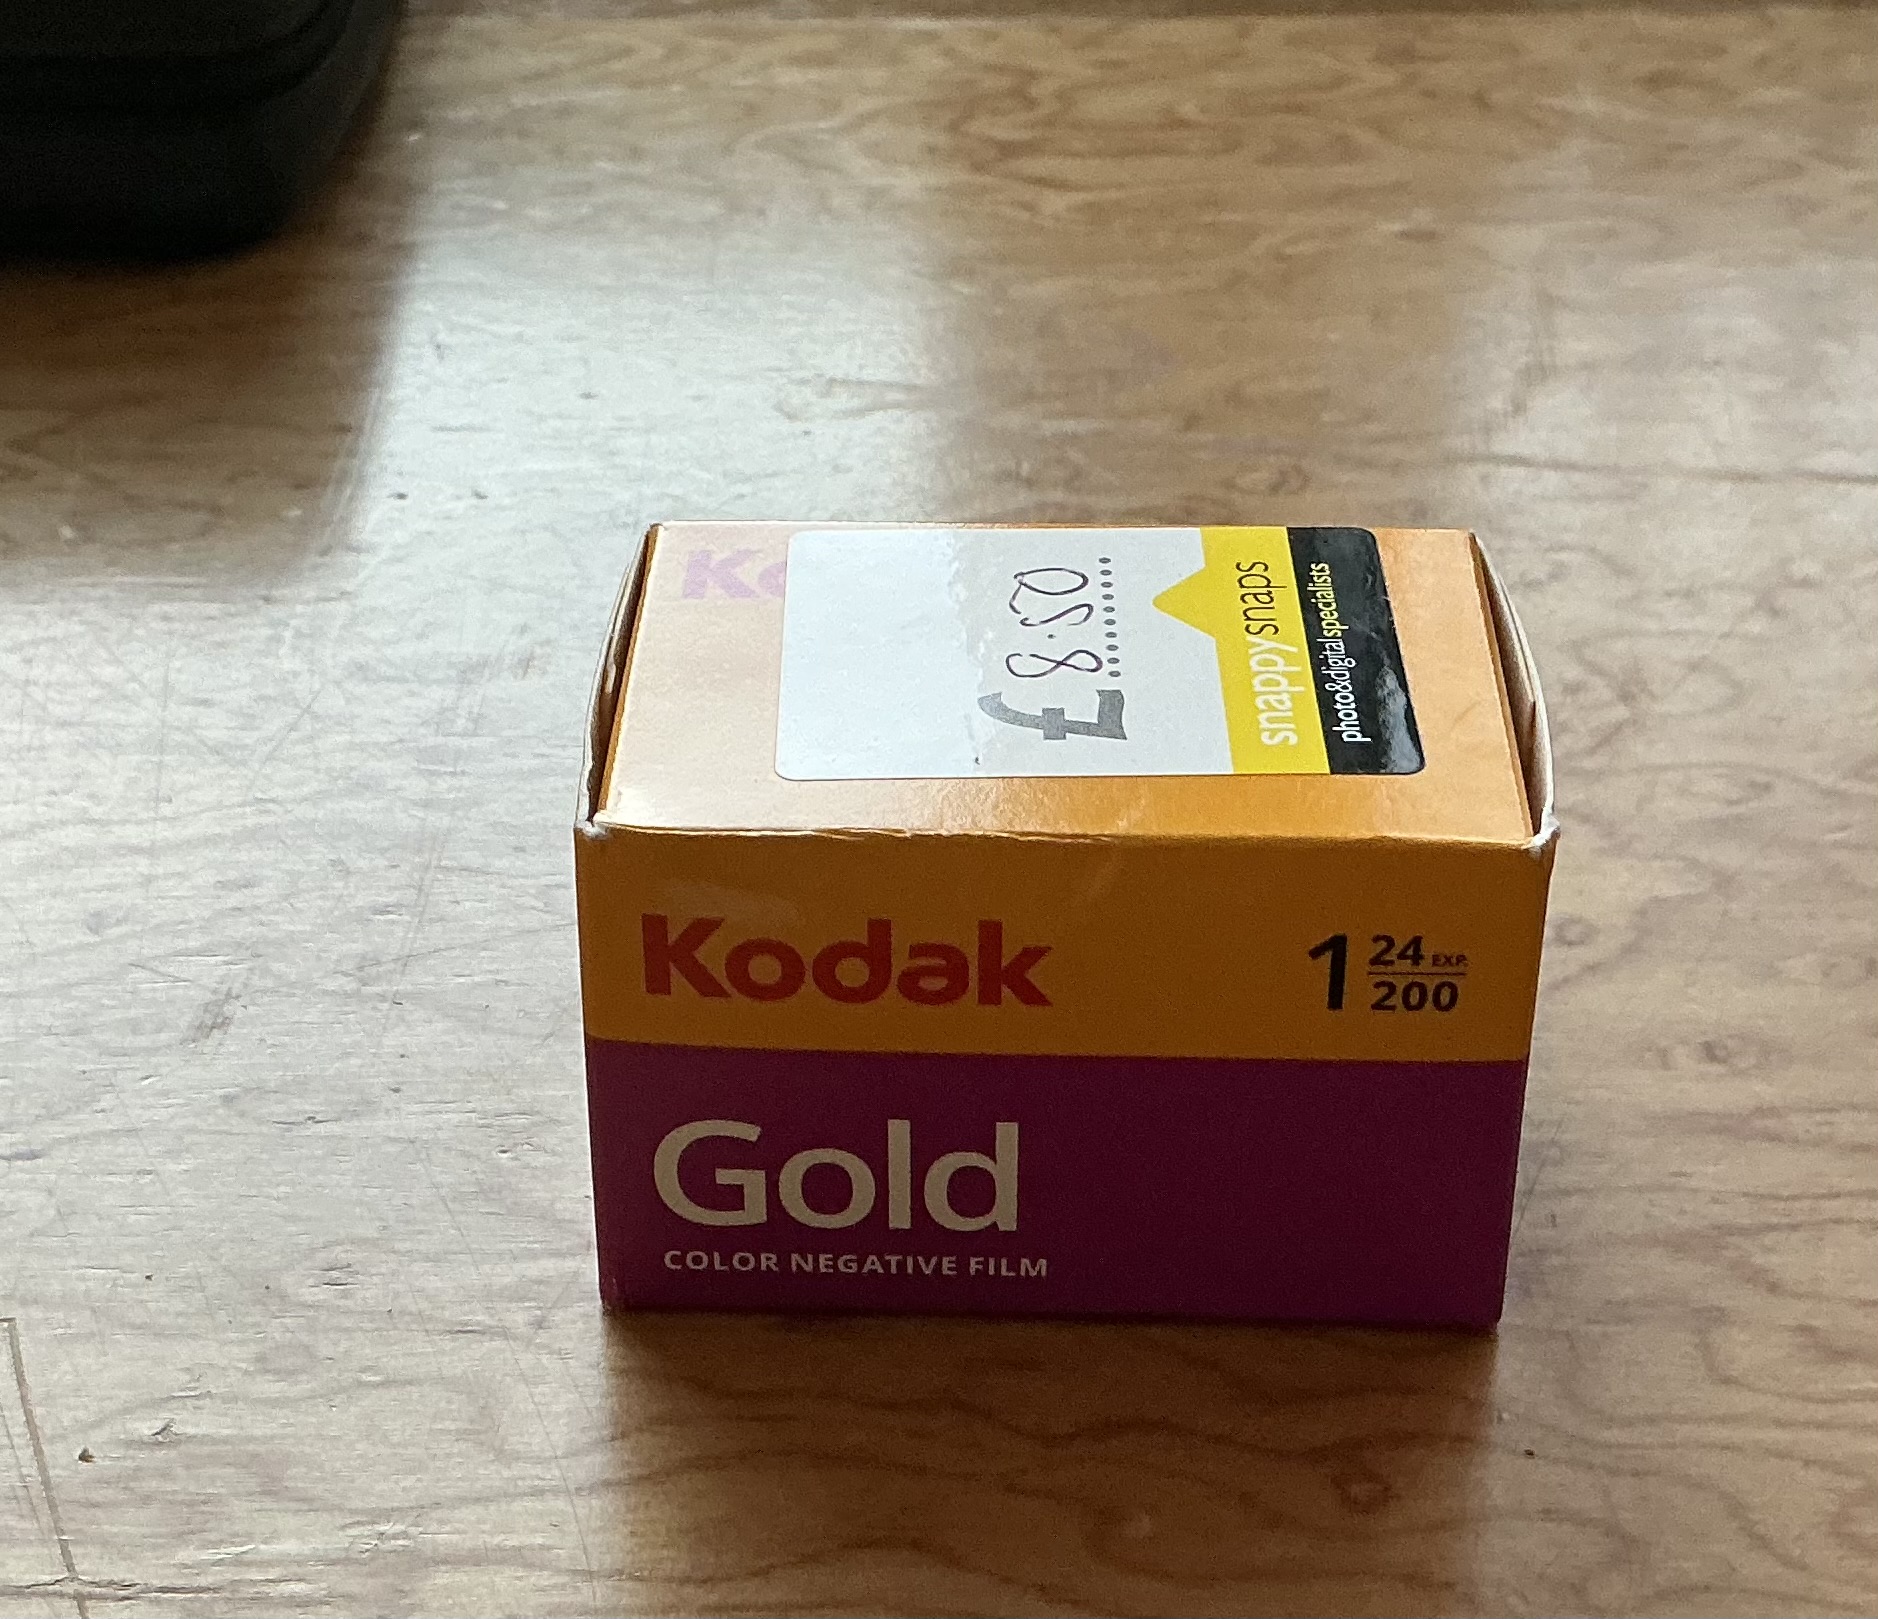 £8.50
snappysnaps
photo&digitalspecialists
Kodak
1 24 EXP.
200
Gold
COLOR NEGATIVE FILM